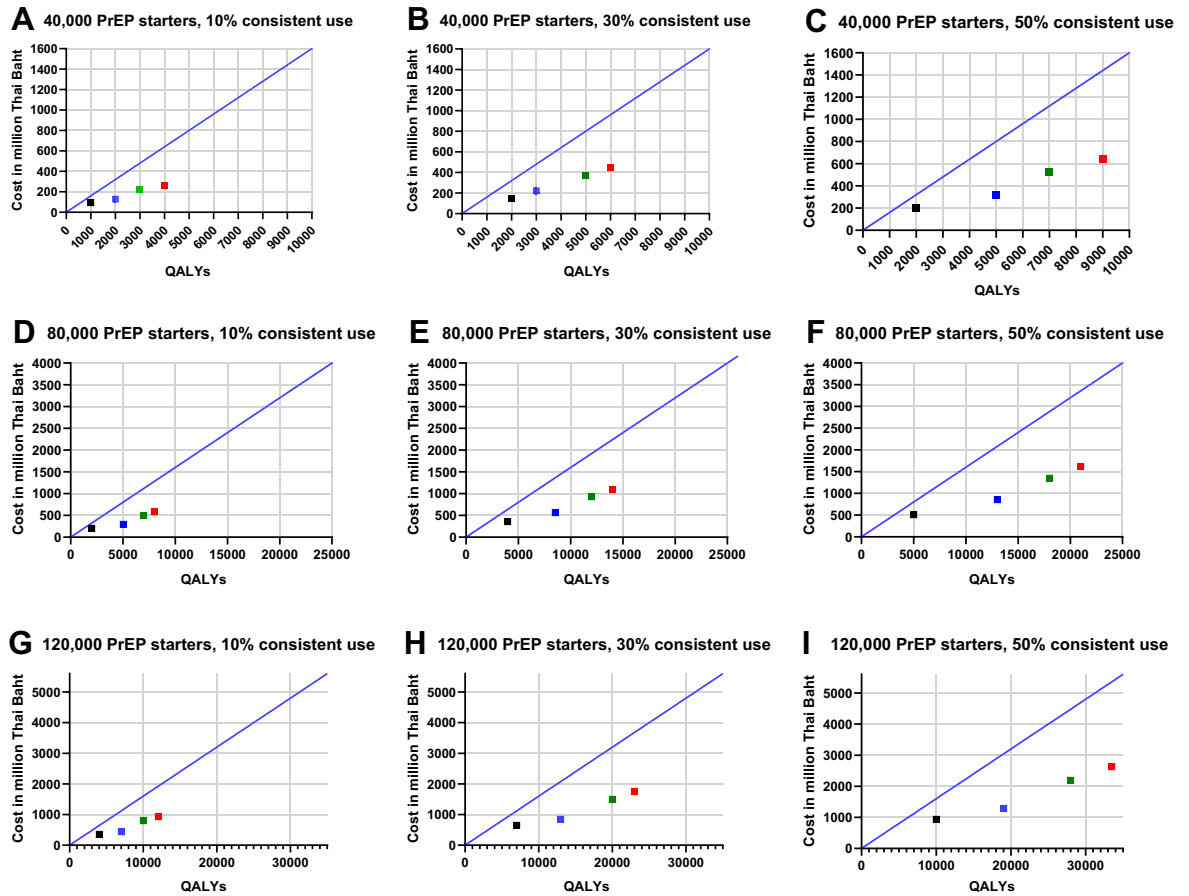 A 40,000 PrEP starters, 10% consistent use
Cost in million Thai Baht
1600
1400
1200
1000
800
600
400
200
0
0 1000 2000 3000 4000 5000 6000 7000 8000 9000 10000
QALYs
B 40,000 PrEP starters, 30% consistent use
Cost in million Thai Baht
1600
1400
1200
1000
800
600
400
200
0
0 1000 2000 3000 4000 5000 6000 7000 8000 9000 10000
QALYs
C 40,000 PrEP starters, 50% consistent use
Cost in million Thai Baht
1600
1400
1200
1000
800
600
400
200
0
0 1000 2000 3000 4000 5000 6000 7000 8000 9000 10000
QALYs
D 80,000 PrEP starters, 10% consistent use
Cost in million Thai Baht
4000
3500
3000
2500
2000
1500
1000
500
0
0 5000 10000 15000 20000 25000
QALYs
E 80,000 PrEP starters, 30% consistent use
Cost in million Thai Baht
4000
3500
3000
2500
2000
1500
1000
500
0
0 5000 10000 15000 20000 25000
QALYs
F 80,000 PrEP starters, 50% consistent use
Cost in million Thai Baht
4000
3500
3000
2500
2000
1500
1000
500
0
0 5000 10000 15000 20000 25000
QALYs
G 120,000 PrEP starters, 10% consistent use
Cost in million Thai Baht
5000
4000
3000
2000
1000
0
0 10000 20000 30000
QALYs
H 120,000 PrEP starters, 30% consistent use
Cost in million Thai Baht
5000
4000
3000
2000
1000
0
0 10000 20000 30000
QALYs
I 120,000 PrEP starters, 50% consistent use
Cost in million Thai Baht
5000
4000
3000
2000
1000
0
0 10000 20000 30000
QALYs